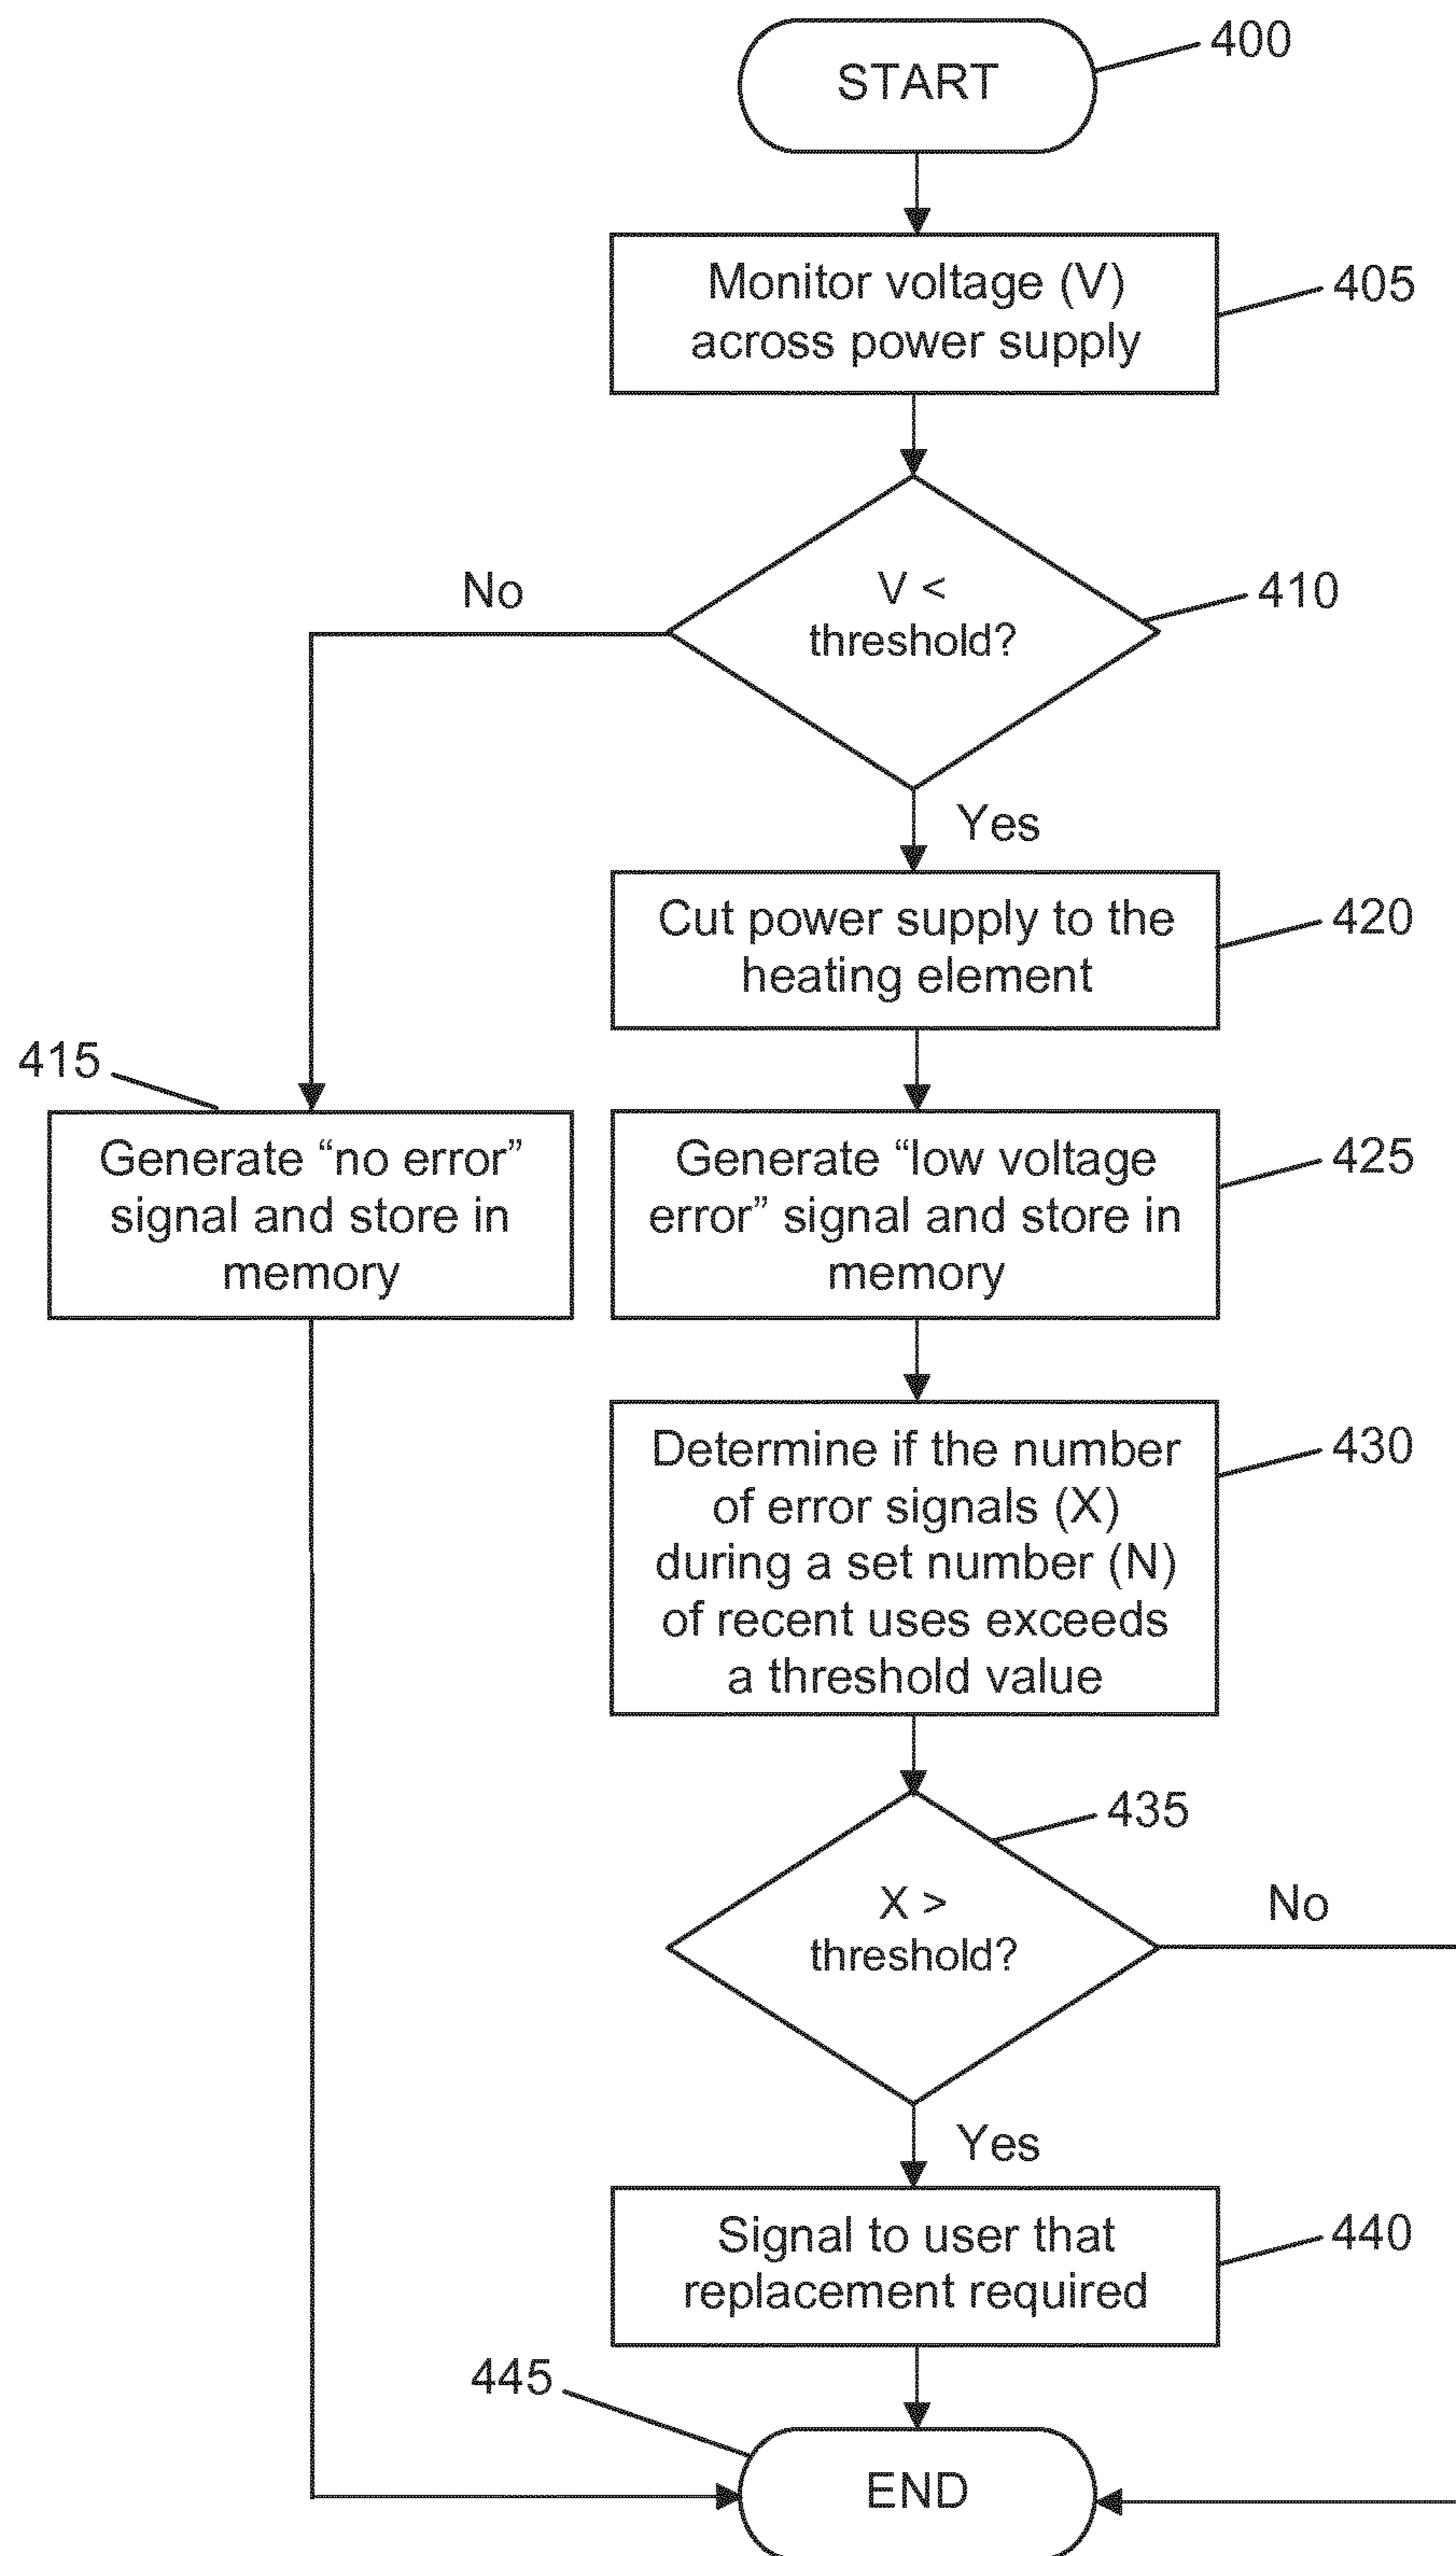 START
400
Monitor voltage (V)
across power supply
405
No
V <
threshold?
410
Yes
Cut power supply to the
heating element
420
415
Generate “no error”
signal and store in
memory
Generate “low voltage
error” signal and store in
memory
425
Determine if the number
of error signals (X)
during a set number (N)
of recent uses exceeds
a threshold value
430
435
X >
threshold?
No
Yes
Signal to user that
replacement required
440
445
END